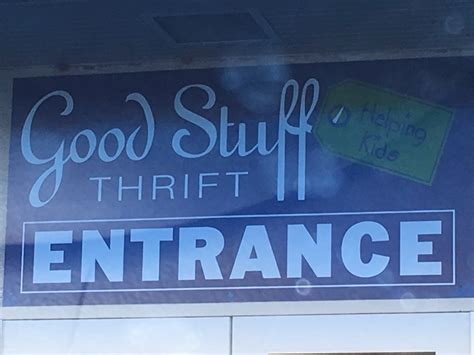 Good Stuff
THRIFT
Helping
Kids
ENTRANCE